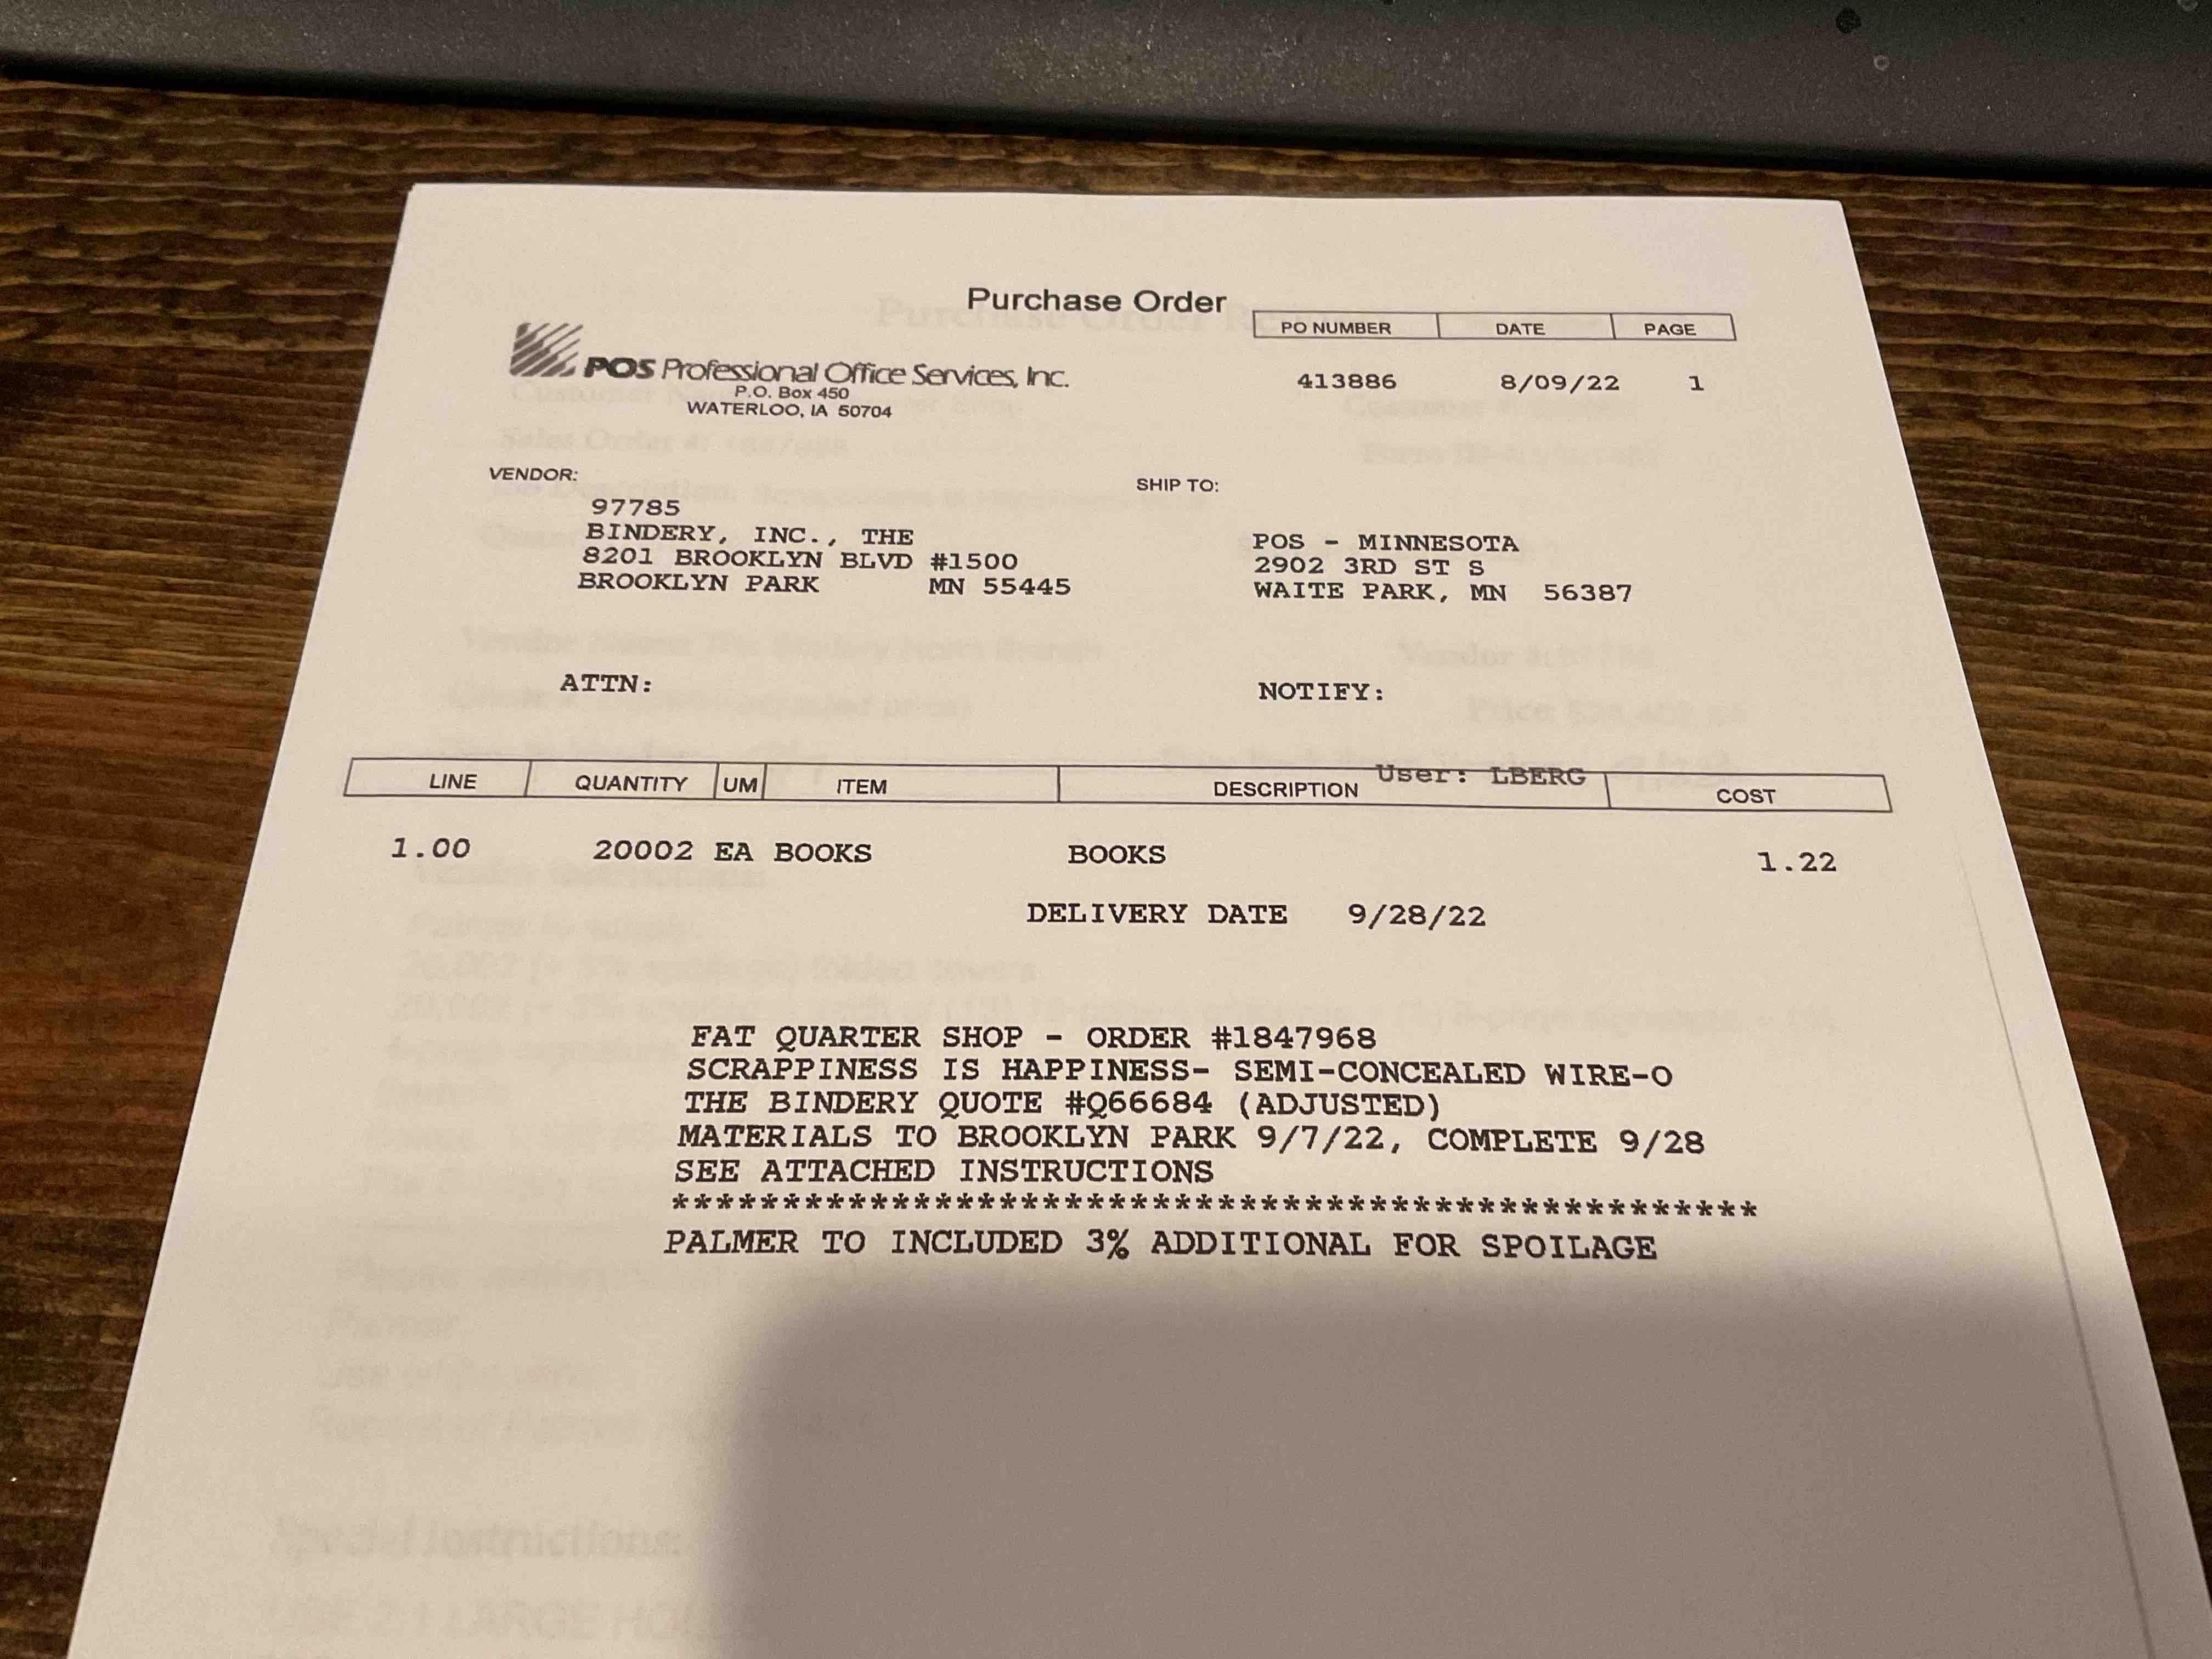 Purchase Order
PO NUMBER DATE PAGE
413886 8/09/22 1
POS Professional Office Services, Inc.
P.O. Box 450
WATERLOO, IA 50704
VENDOR:
97785
BINDERY, INC., THE
8201 BROOKLYN BLVD #1500
BROOKLYN PARK MN 55445
SHIP TO:
POS - MINNESOTA
2902 3RD ST S
WAITE PARK, MN 56387
ATTN:
NOTIFY:
User: LBERG
LINE QUANTITY UM ITEM DESCRIPTION COST
1.00 20002 EA BOOKS BOOKS 1.22
DELIVERY DATE 9/28/22
FAT QUARTER SHOP - ORDER #1847968
SCRAPPINESS IS HAPPINESS- SEMI-CONCEALED WIRE-O
THE BINDERY QUOTE #Q66684 (ADJUSTED)
MATERIALS TO BROOKLYN PARK 9/7/22, COMPLETE 9/28
SEE ATTACHED INSTRUCTIONS
**************************************************
PALMER TO INCLUDED 3% ADDITIONAL FOR SPOILAGE
Special Instructions: